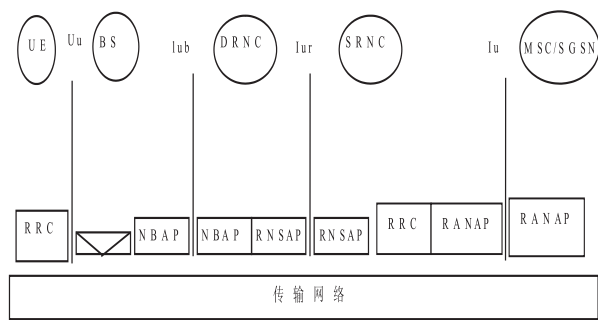 UE Uu BS Iub DRNC Iur SRNC Iu MSC/SGSN
RRC NBAP NBAP RNSAP RNSAP RRC RANAP RANAP
传输网络